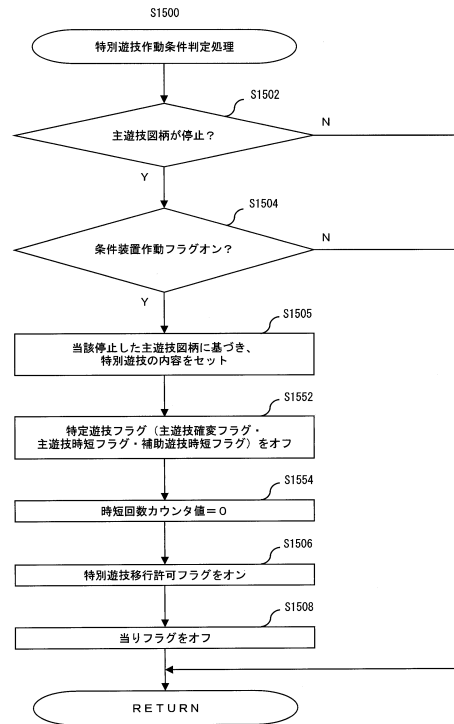 S1500
特別遊技作動条件判定処理
S1502
主遊技図柄が停止？
N
Y
S1504
条件装置作動フラグオン？
N
Y
S1505
当該停止した主遊技図柄に基づき、
特別遊技の内容をセット
S1552
特定遊技フラグ（主遊技確変フラグ・
主遊技時短フラグ・補助遊技時短フラグ）をオフ
S1554
時短回数カウンタ値＝０
S1506
特別遊技移行許可フラグをオン
S1508
当りフラグをオフ
RETURN